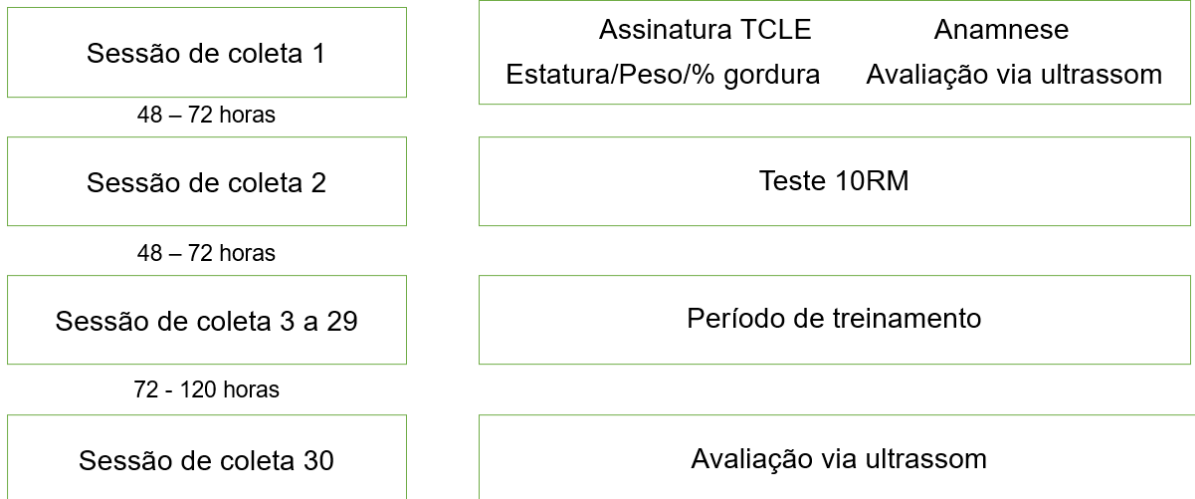 Sessão de coleta 1
Assinatura TCLE Anamnese
Estatura/Peso/% gordura Avaliação via ultrassom
48 – 72 horas
Sessão de coleta 2
Teste 10RM
48 – 72 horas
Sessão de coleta 3 a 29
Período de treinamento
72 - 120 horas
Sessão de coleta 30
Avaliação via ultrassom